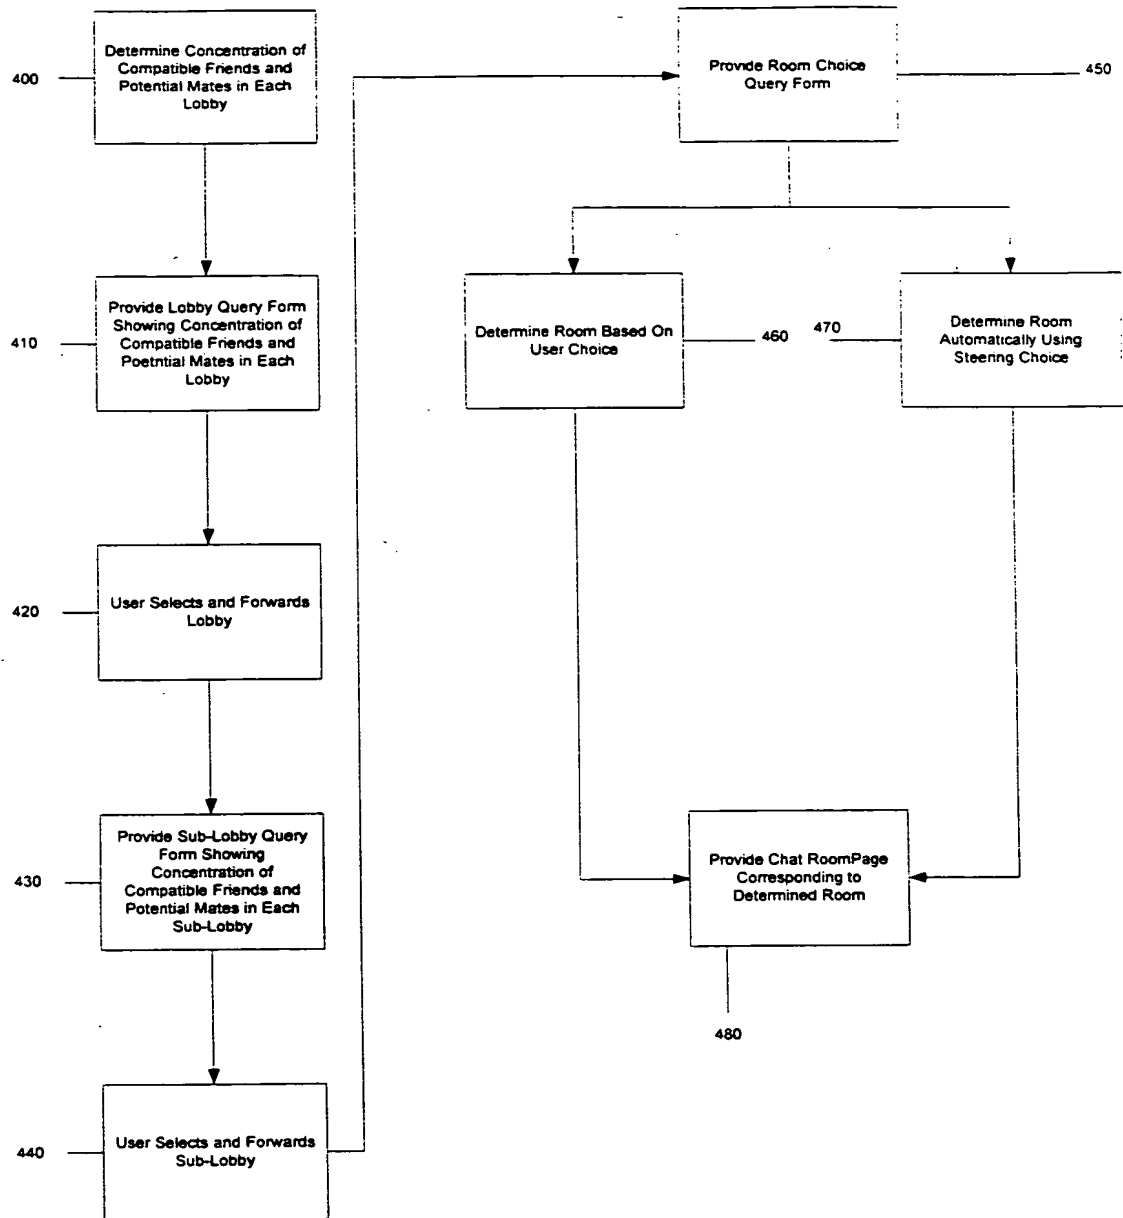 400
Determine Concentration of
Compatible Friends and
Potential Mates in Each
Lobby
410
Provide Lobby Query Form
Showing Concentration of
Compatible Friends and
Poetntial Mates in Each
Lobby
420
User Selects and Forwards
Lobby
430
Provide Sub-Lobby Query
Form Showing
Concentration of
Compatible Friends and
Potential Mates in Each
Sub-Lobby
440
User Selects and Forwards
Sub-Lobby
Provide Room Choice
Query Form
450
Determine Room Based On
User Choice
460
470
Determine Room
Automatically Using
Steering Choice
Provide Chat RoomPage
Corresponding to
Determined Room
480